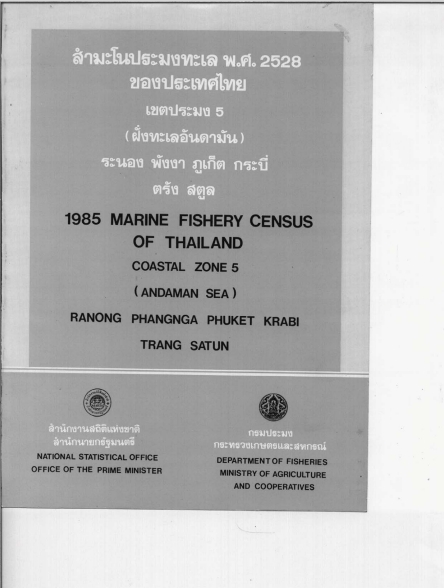 สำมะโนประมงทะเล พ.ศ. 2528
ของประเทศไทย
เขตประมง 5
(ฝั่งทะเลอันดามัน)
ระนอง พังงา ภูเก็ต กระบี่
ตรัง สตูล
1985 MARINE FISHERY CENSUS
OF THAILAND
COASTAL ZONE 5
(ANDAMAN SEA)
RANONG PHANGNGA PHUKET KRABI
TRANG SATUN
สำนักงานสถิติแห่งชาติ
สำนักนายกรัฐมนตรี
NATIONAL STATISTICAL OFFICE
OFFICE OF THE PRIME MINISTER
กรมประมง
กระทรวงเกษตรและสหกรณ์
DEPARTMENT OF FISHERIES
MINISTRY OF AGRICULTURE
AND COOPERATIVES